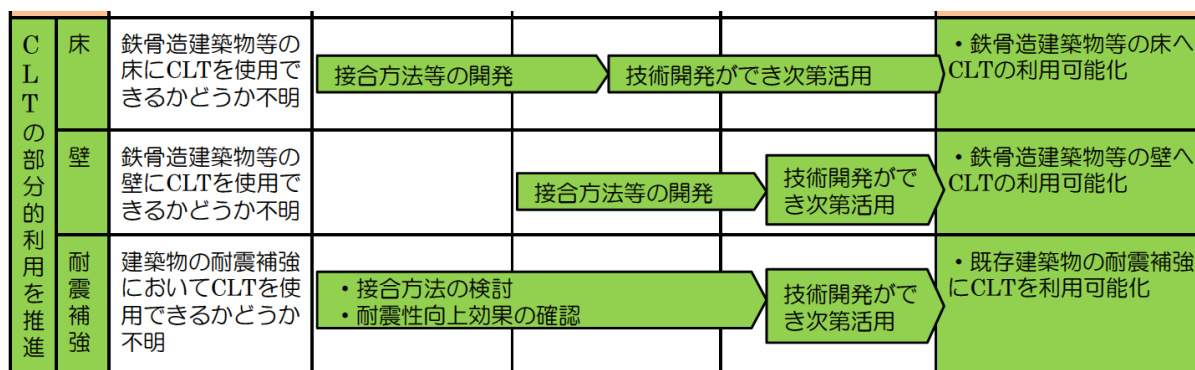 CLTの部分的利用を推進
床
鉄骨造建築物等の
床にCLTを使用で
きるかどうか不明
接合方法等の開発
技術開発ができ次第活用
・鉄骨造建築物等の床へ
CLTの利用可能化
壁
鉄骨造建築物等の
壁にCLTを使用で
きるかどうか不明
接合方法等の開発
技術開発がで
き次第活用
・鉄骨造建築物等の壁へ
CLTの利用可能化
耐震補強
建築物の耐震補強
においてCLTを使
用できるかどうか
不明
・接合方法の検討
・耐震性向上効果の確認
技術開発がで
き次第活用
・既存建築物の耐震補強
にCLTを利用可能化